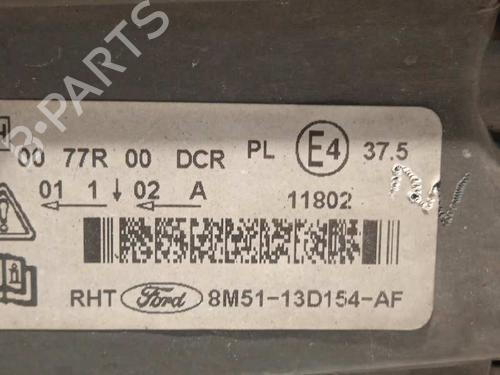 B-PARTS
00 77R 00 DCR PL E4 37.5
01 1 ↓ 02 A 11802
RHT Ford 8M51-13D154-AF